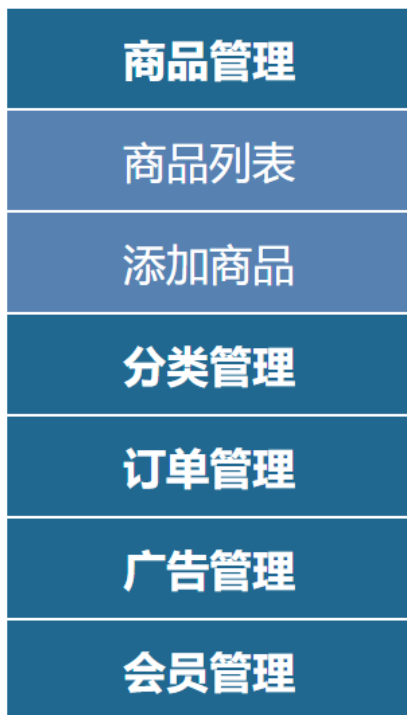 商品管理
商品列表
添加商品
分类管理
订单管理
广告管理
会员管理